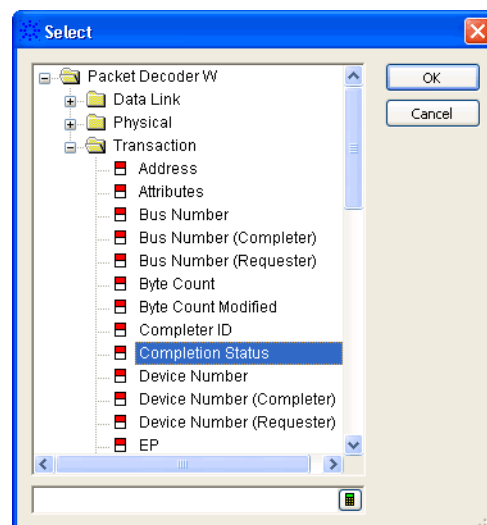 Select
Packet Decoder W
OK
Data Link
Cancel
Physical
Transaction
Address
Attributes
Bus Number
Bus Number (Completer)
Bus Number (Requester)
Byte Count
Byte Count Modified
Completer ID
Completion Status
Device Number
Device Number (Completer)
Device Number (Requester)
EP